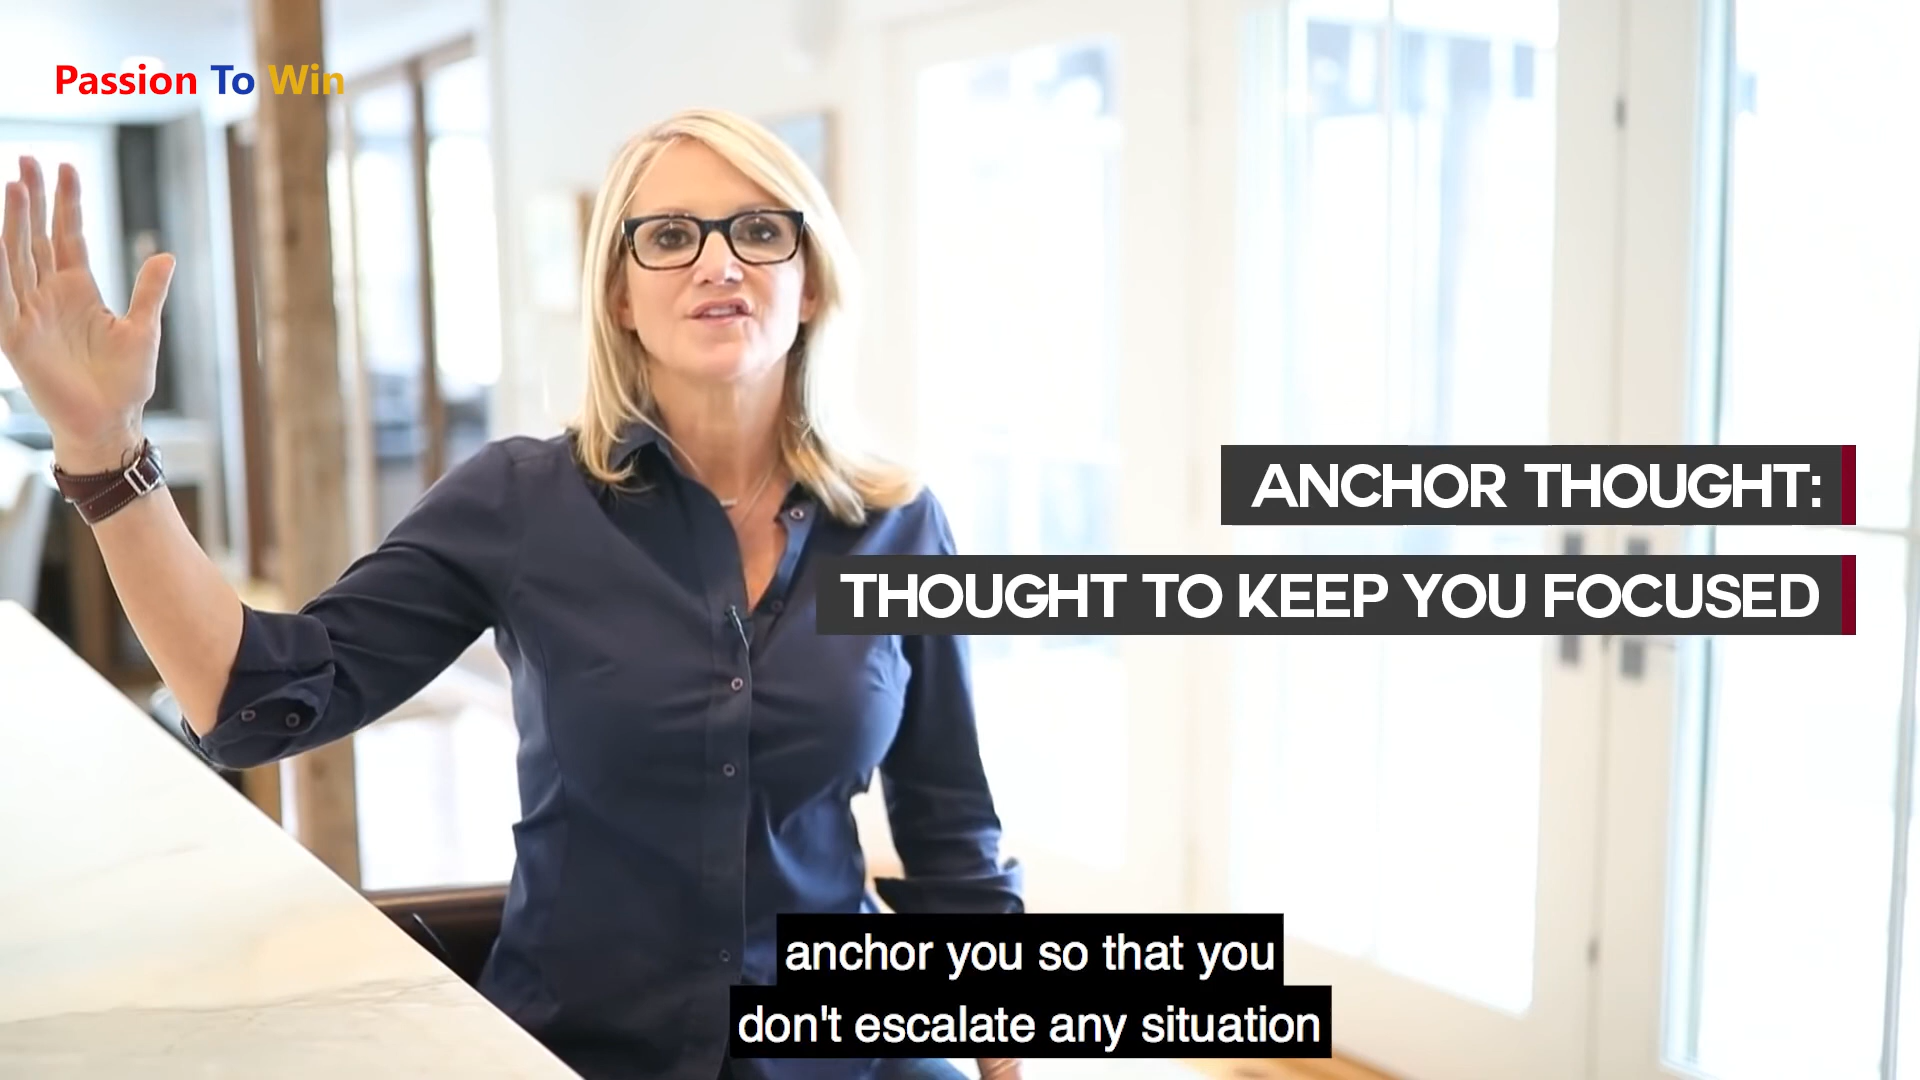 Passion To Win
ANCHOR THOUGHT:
THOUGHT TO KEEP YOU FOCUSED
anchor you so that you
don't escalate any situation